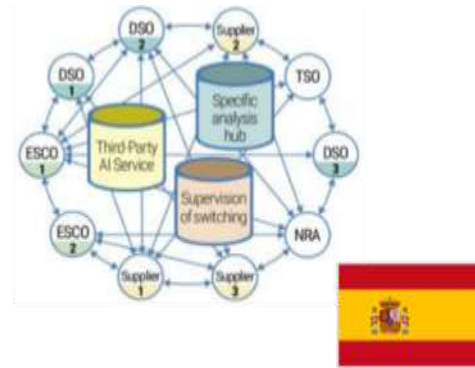 DSO
2
Supplier
2
DSO
1
TSO
Specific
analysis
hub
Third-Party
AI Service
ESCO
1
DSO
3
Supervision
of switching
ESCO
2
NRA
Supplier
1
Supplier
3